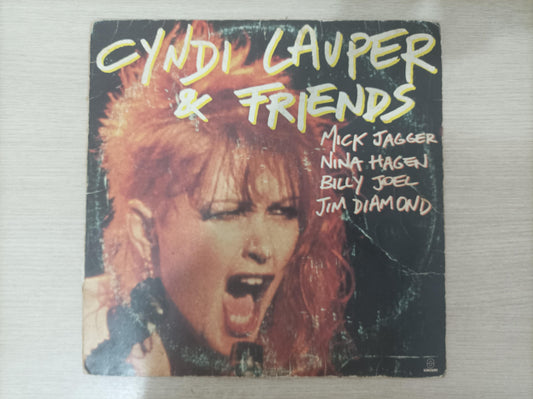 CYNDI LAUPER
& FRIENDS
MICK JAGGER
NINA HAGEN
BILLY JOEL
JIM DIAMOND